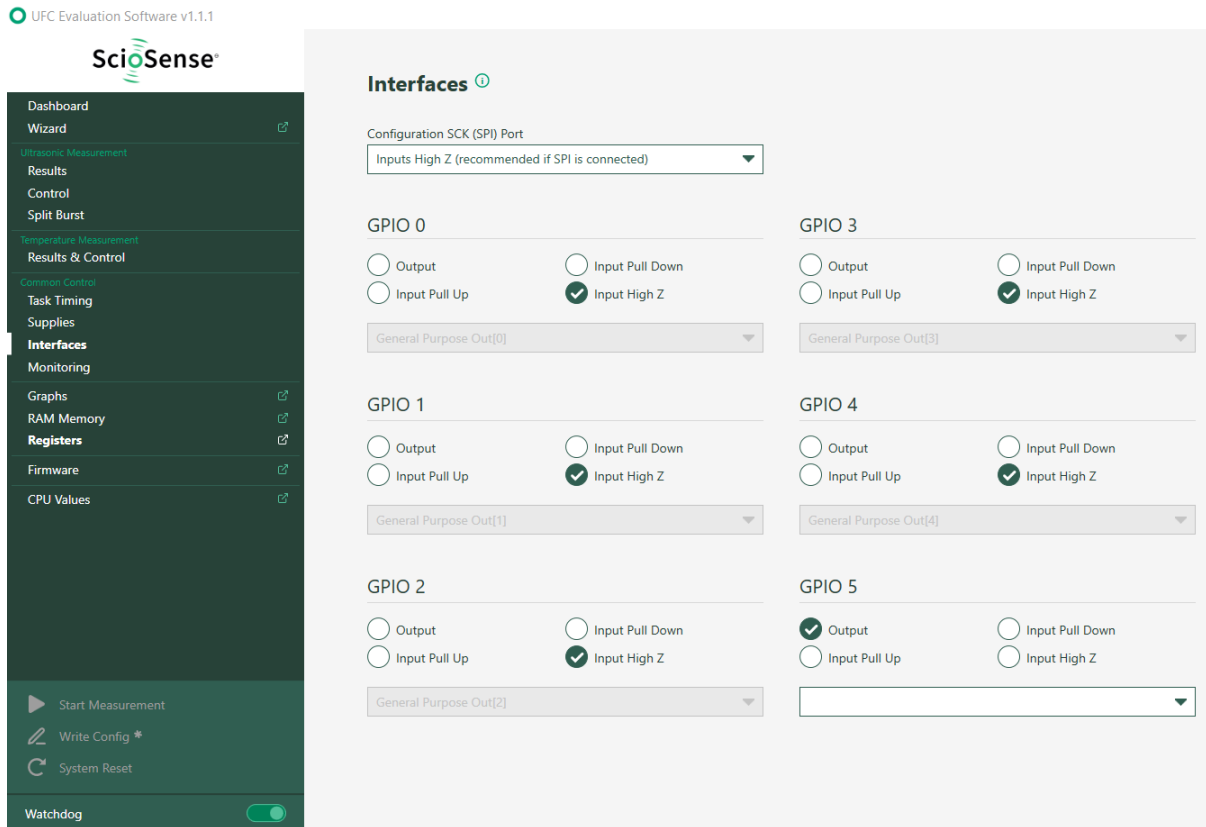 UFC Evaluation Software v1.1.1
ScioSense
Dashboard
Wizard
Ultrasonic Measurement
Results
Control
Split Burst
Temperature Measurement
Results & Control
Common Control
Task Timing
Supplies
Interfaces
Monitoring
Graphs
RAM Memory
Registers
Firmware
CPU Values
Start Measurement
Write Config *
System Reset
Watchdog
Interfaces
Configuration SCK (SPI) Port
Inputs High Z (recommended if SPI is connected)
GPIO 0
Output
Input Pull Down
Input Pull Up
Input High Z
General Purpose Out[0]
GPIO 1
Output
Input Pull Down
Input Pull Up
Input High Z
General Purpose Out[1]
GPIO 2
Output
Input Pull Down
Input Pull Up
Input High Z
General Purpose Out[2]
GPIO 3
Output
Input Pull Down
Input Pull Up
Input High Z
General Purpose Out[3]
GPIO 4
Output
Input Pull Down
Input Pull Up
Input High Z
General Purpose Out[4]
GPIO 5
Output
Input Pull Down
Input Pull Up
Input High Z